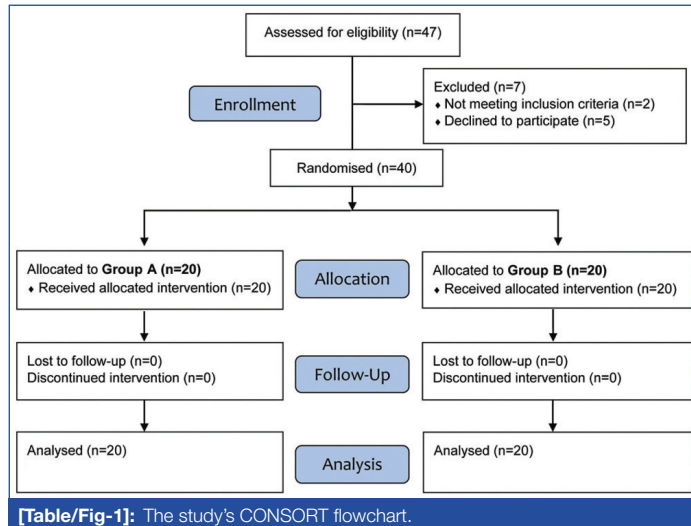 Assessed for eligibility (n=47)
Enrollment
Excluded (n=7)
♦ Not meeting inclusion criteria (n=2)
♦ Declined to participate (n=5)
Randomised (n=40)
Allocated to Group A (n=20)
♦ Received allocated intervention (n=20)
Allocation
Allocated to Group B (n=20)
♦ Received allocated intervention (n=20)
Lost to follow-up (n=0)
Discontinued intervention (n=0)
Follow-Up
Lost to follow-up (n=0)
Discontinued intervention (n=0)
Analysed (n=20)
Analysis
Analysed (n=20)
[Table/Fig-1]: The study's CONSORT flowchart.